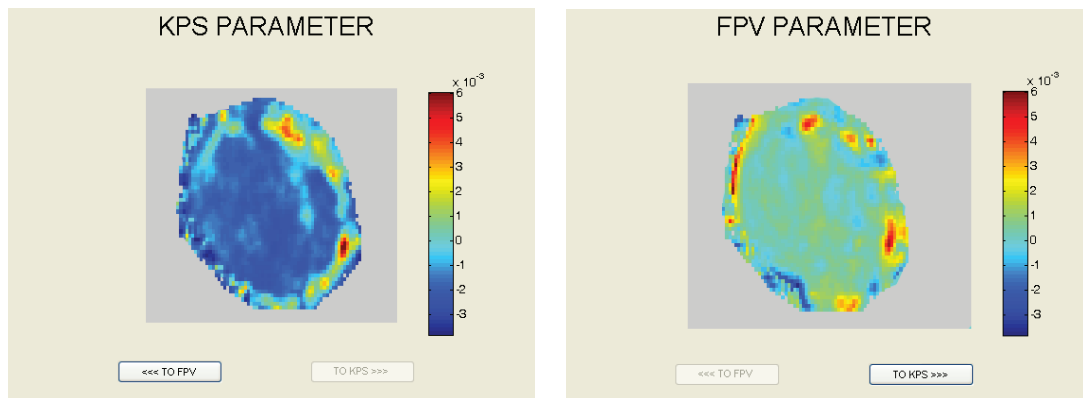 KPS PARAMETER
x 10-3
6
5
4
3
2
1
0
-1
-2
-3
<<< TO FPV
TO KPS >>>
FPV PARAMETER
x 10-3
6
5
4
3
2
1
0
-1
-2
-3
<<< TO FPV
TO KPS >>>